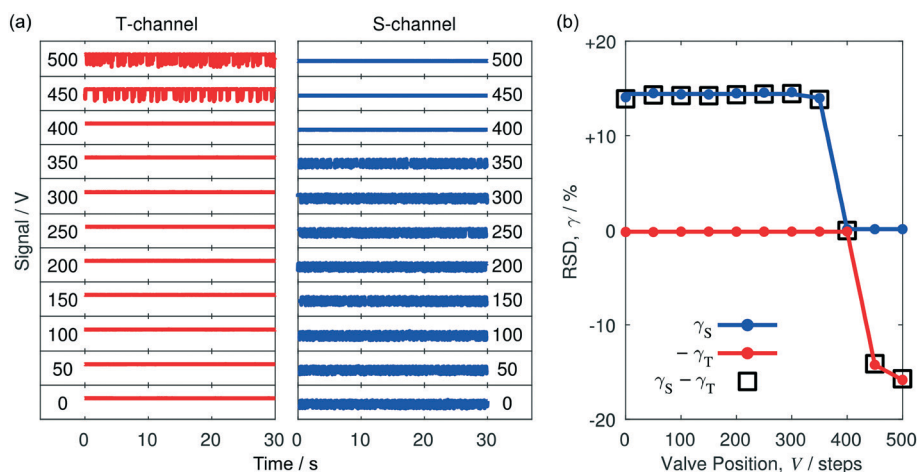 (a)
T-channel
S-channel
500
450
400
350
300
250
200
150
100
50
0
500
450
400
350
300
250
200
150
100
50
0
Signal / V
0 10 20 30
0 10 20 30
Time / s
(b)
+20
+10
0
-10
-20
RSD, γ / %
γS
− γT
γS − γT
0 100 200 300 400 500
Valve Position, V / steps